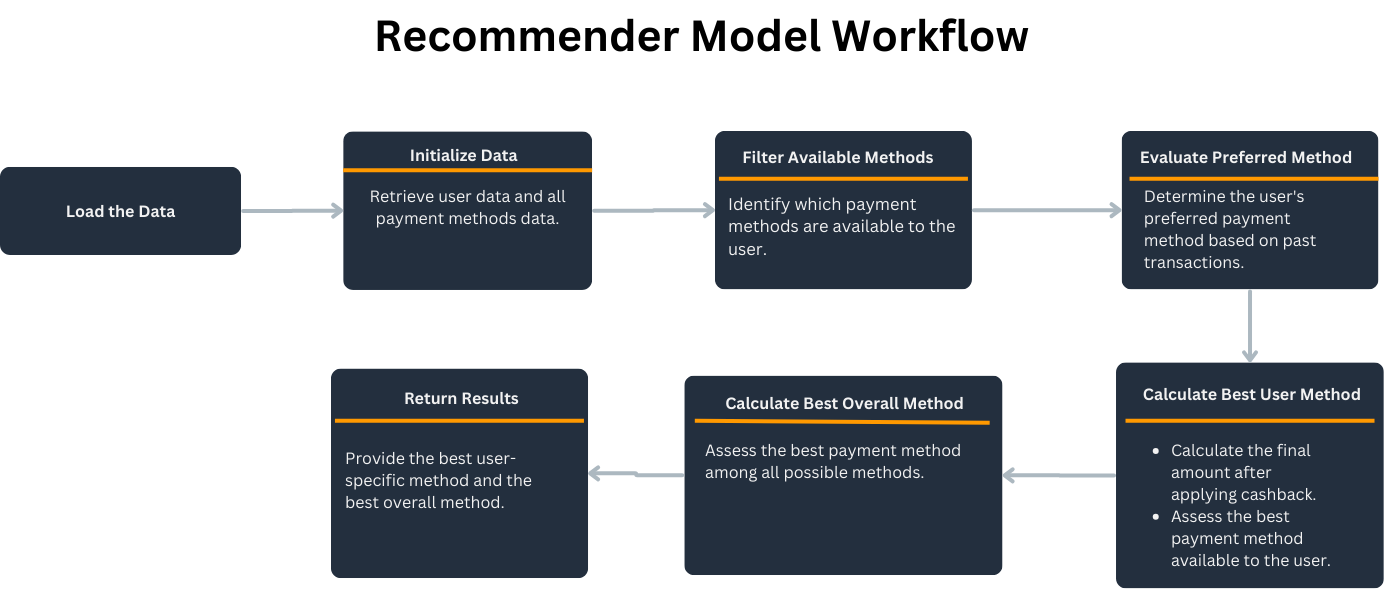 Recommender Model Workflow
Load the Data
Initialize Data
Retrieve user data and all
payment methods data.
Filter Available Methods
Identify which payment
methods are available to the
user.
Evaluate Preferred Method
Determine the user's
preferred payment
method based on past
transactions.
Calculate Best User Method
• Calculate the final
amount after
applying cashback.
• Assess the best
payment method
available to the user.
Calculate Best Overall Method
Assess the best payment method
among all possible methods.
Return Results
Provide the best user-
specific method and the
best overall method.